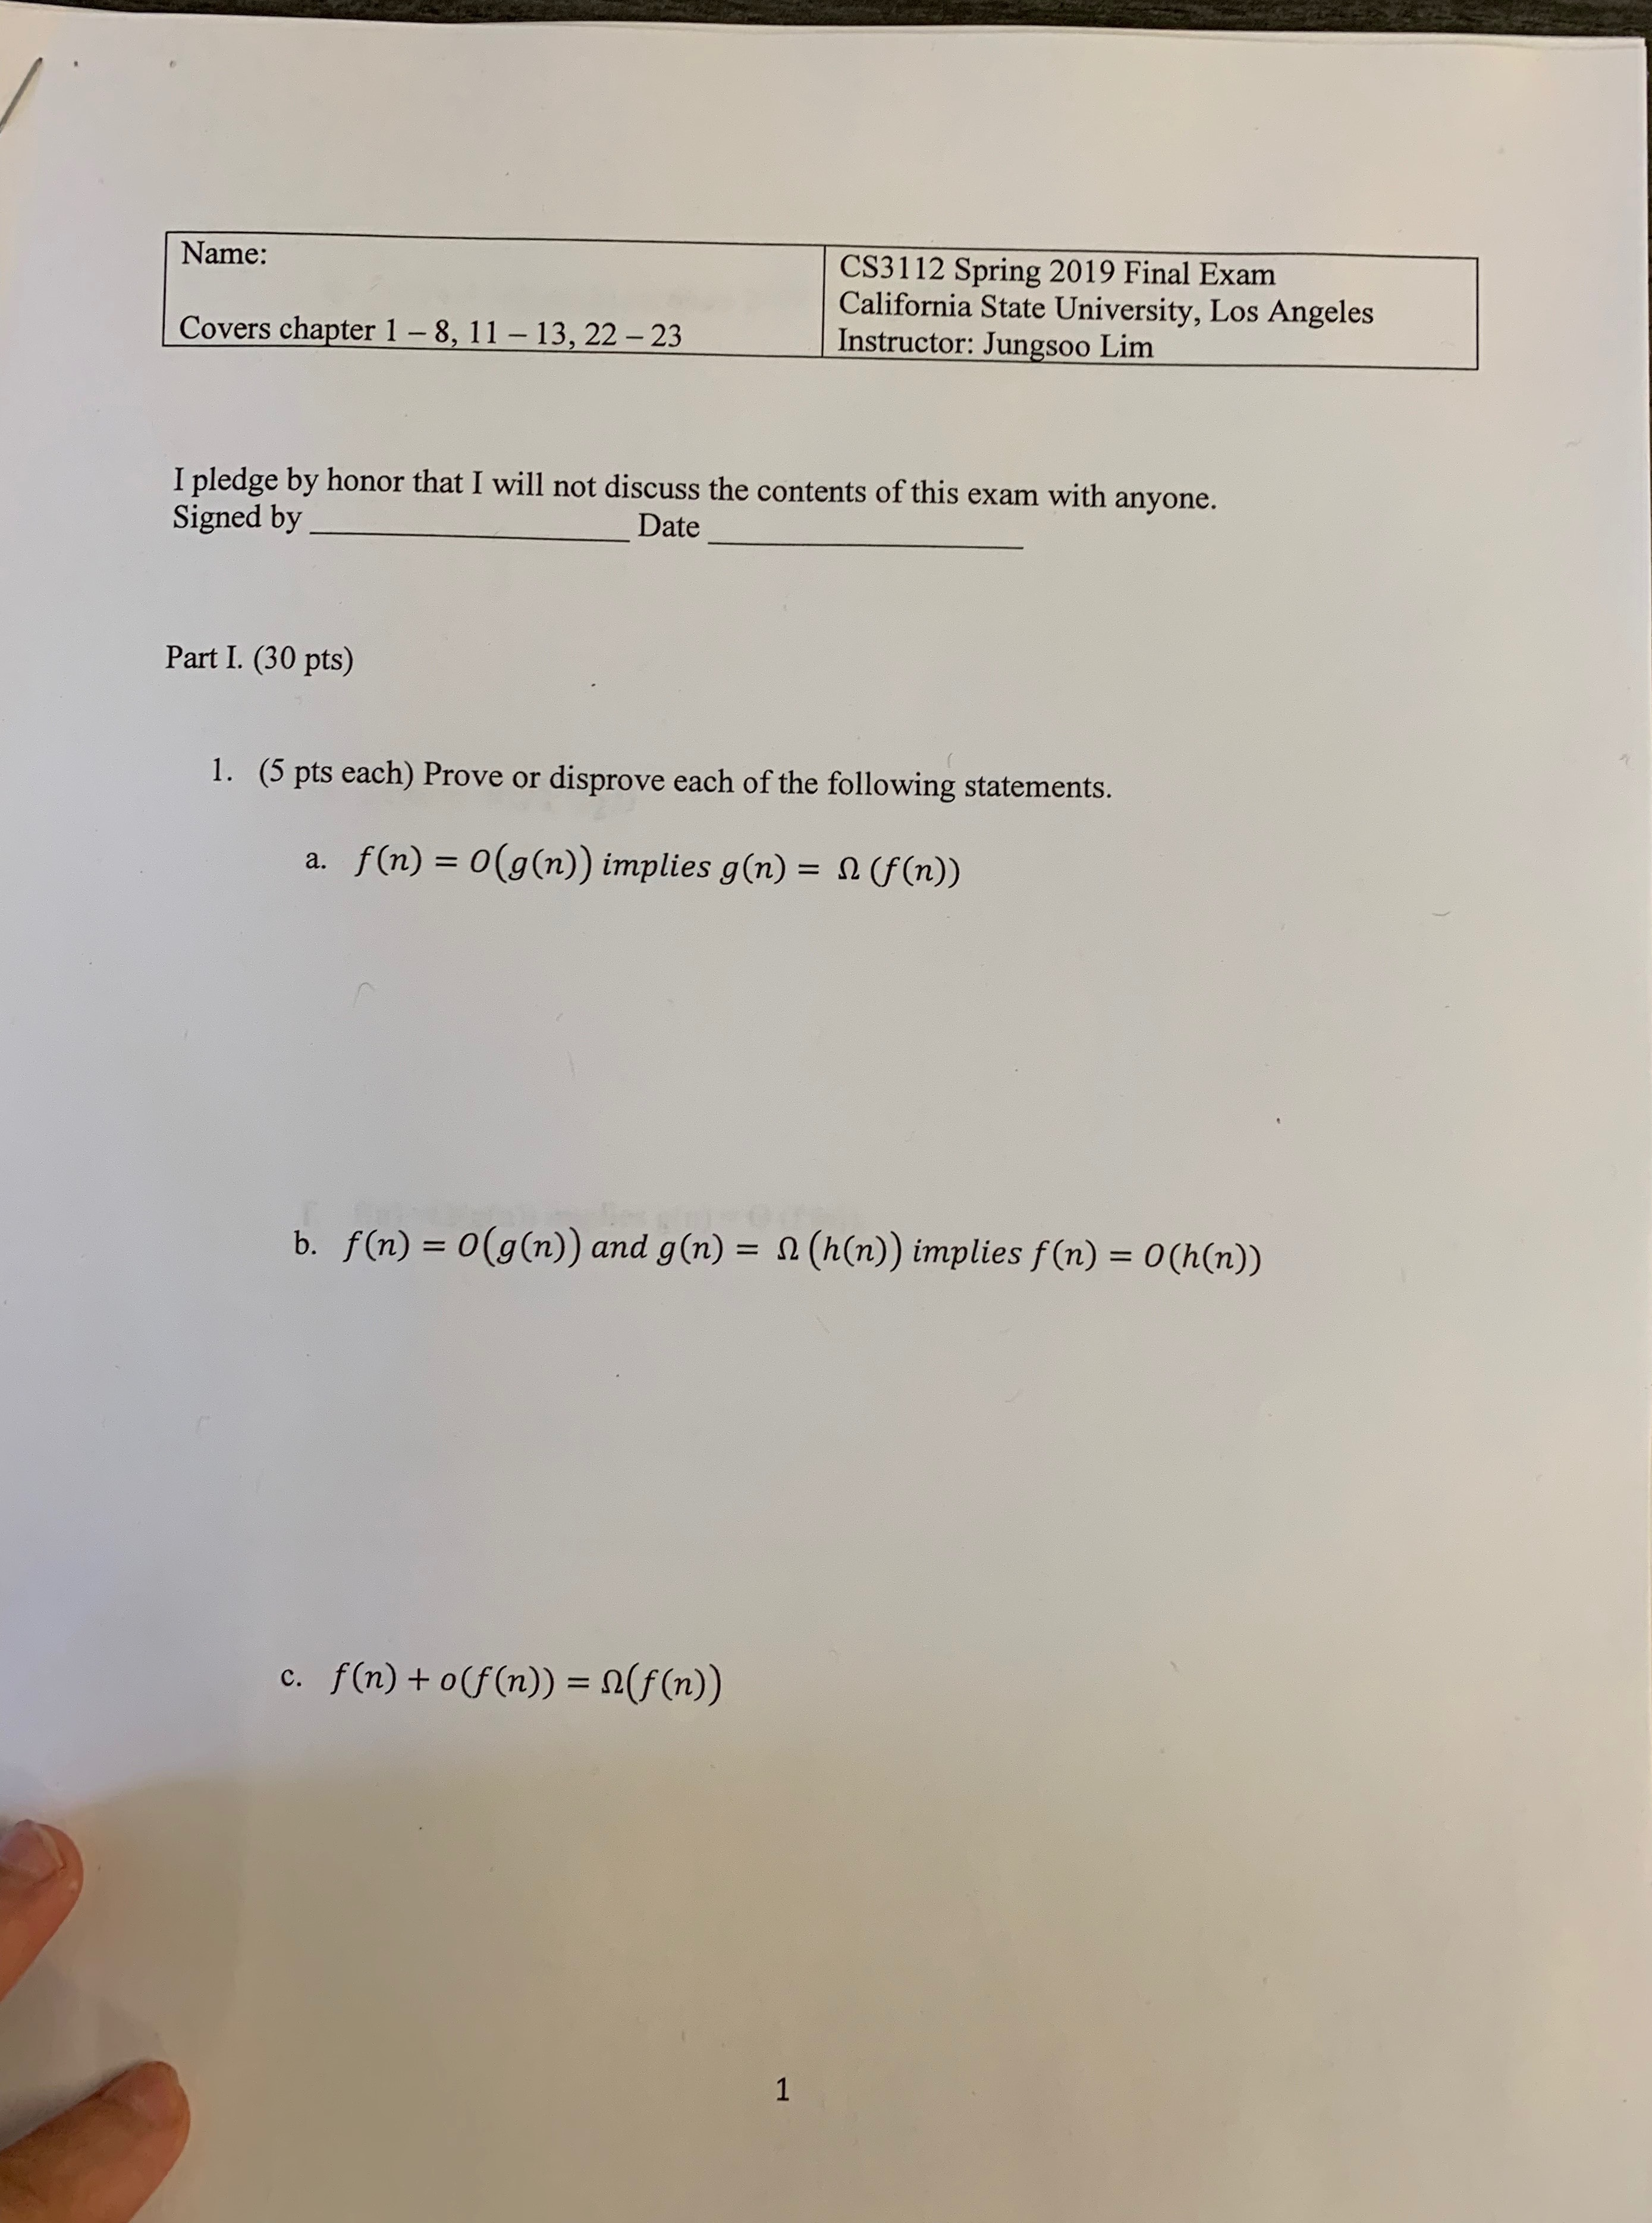 Name:
Covers chapter 1 – 8, 11 – 13, 22 – 23
CS3112 Spring 2019 Final Exam
California State University, Los Angeles
Instructor: Jungsoo Lim
I pledge by honor that I will not discuss the contents of this exam with anyone.
Signed by ____________________ Date ____________________
Part I. (30 pts)
1. (5 pts each) Prove or disprove each of the following statements.
a. f(n) = O(g(n)) implies g(n) = Ω (f(n))
b. f(n) = O(g(n)) and g(n) = Ω (h(n)) implies f(n) = O(h(n))
c. f(n) + o(f(n)) = Ω(f(n))
1